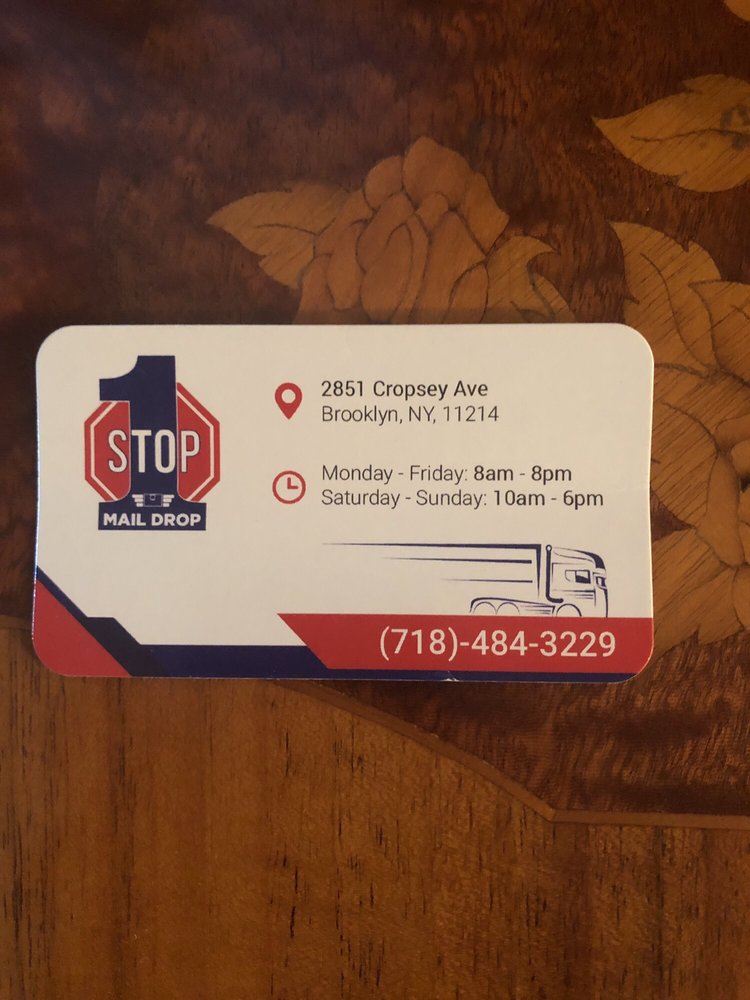 1
STOP
MAIL DROP
2851 Cropsey Ave
Brooklyn, NY, 11214
Monday - Friday: 8am - 8pm
Saturday - Sunday: 10am - 6pm
(718)-484-3229